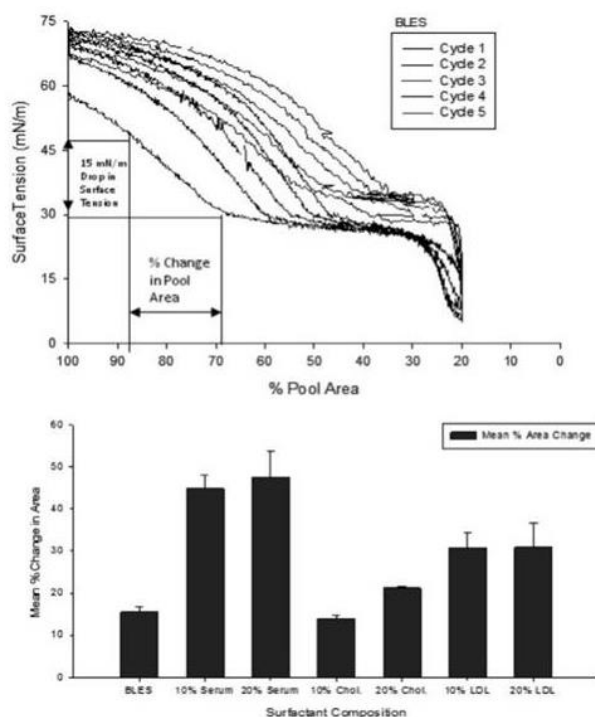 BLES
Cycle 1
Cycle 2
Cycle 3
Cycle 4
Cycle 5
75
60
45
30
15
0
SurfaceTension (mN/m)
15 mN/m
Drop in
Surface
Tension
% Change
in Pool
Area
100 90 80 70 60 50 40 30 20 10 0
% Pool Area
60
50
40
30
20
10
0
Mean %Change in Area
Mean % Area Change
BLES 10% Serum 20% Serum 10% Chol. 20% Chol. 10% LDL 20% LDL
Surfactant Composition